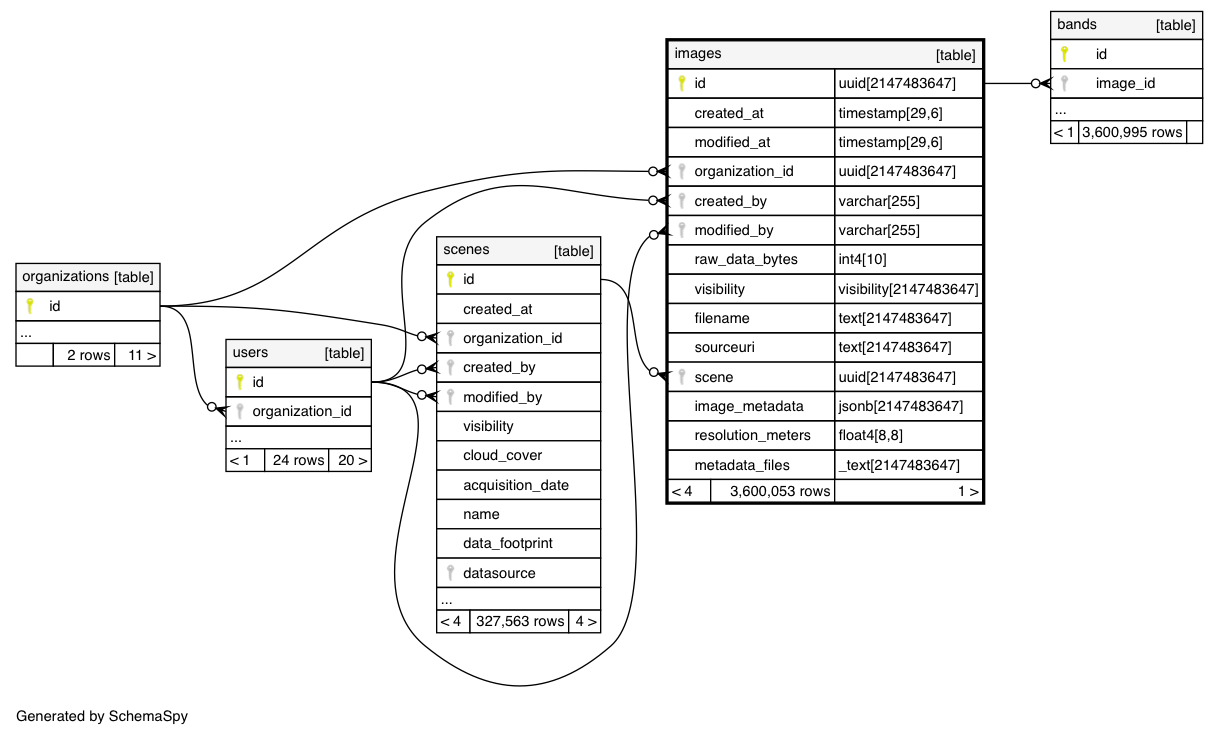 bands [table]
id
image_id
...
< 1 3,600,995 rows
images [table]
id uuid[2147483647]
created_at timestamp[29,6]
modified_at timestamp[29,6]
organization_id uuid[2147483647]
created_by varchar[255]
modified_by varchar[255]
raw_data_bytes int4[10]
visibility visibility[2147483647]
filename text[2147483647]
sourceuri text[2147483647]
scene uuid[2147483647]
image_metadata jsonb[2147483647]
resolution_meters float4[8,8]
metadata_files _text[2147483647]
< 4 3,600,053 rows 1 >
scenes [table]
id
created_at
organization_id
created_by
modified_by
visibility
cloud_cover
acquisition_date
name
data_footprint
datasource
...
< 4 327,563 rows 4 >
organizations [table]
id
...
2 rows 11 >
users [table]
id
organization_id
...
< 1 24 rows 20 >
Generated by SchemaSpy